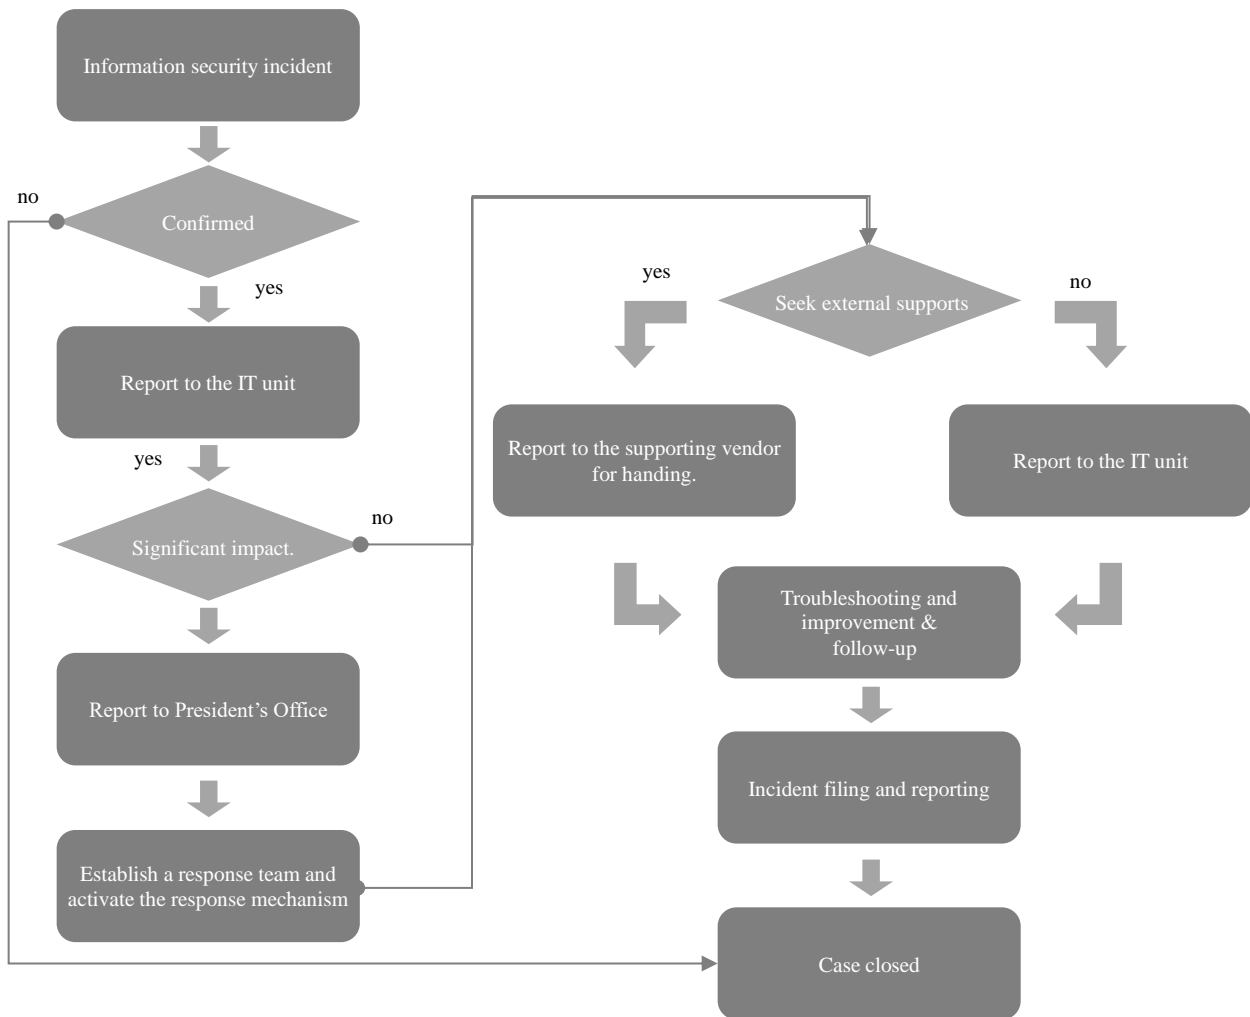 Information security incident
no
Confirmed
yes
Report to the IT unit
yes
Significant impact.
no
Report to President’s Office
Establish a response team and
activate the response mechanism
Seek external supports
yes
no
Report to the supporting vendor
for handing.
Report to the IT unit
Troubleshooting and
improvement &
follow-up
Incident filing and reporting
Case closed